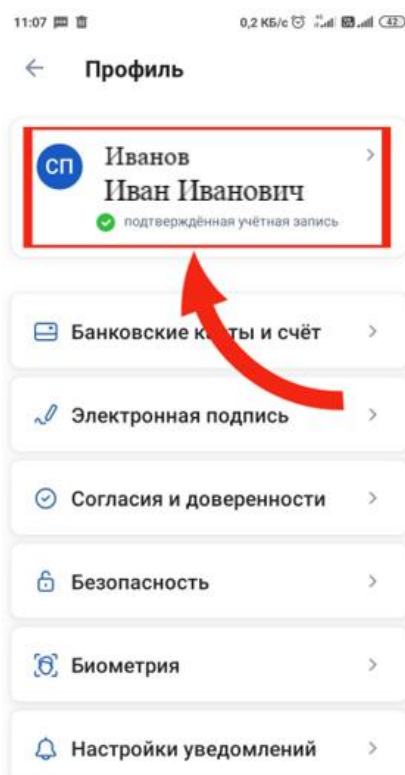 11:07 0,2 КБ/с 42
Профиль
СП
Иванов
Иван Иванович
подтверждённая учётная запись
Банковские карты и счёт
Электронная подпись
Согласия и доверенности
Безопасность
Биометрия
Настройки уведомлений